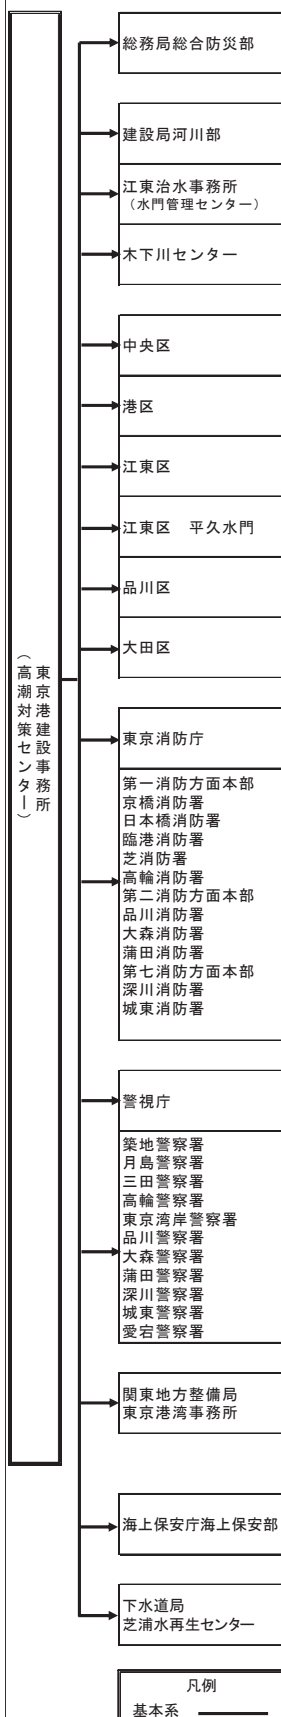 東京港建設事務所
（高潮対策センター）
総務局総合防災部
建設局河川部
江東治水事務所
（水門管理センター）
木下川センター
中央区
港区
江東区
江東区　平久水門
品川区
大田区
東京消防庁
第一消防方面本部
京橋消防署
日本橋消防署
臨港消防署
芝消防署
高輪消防署
第二消防方面本部
品川消防署
大森消防署
蒲田消防署
第七消防方面本部
深川消防署
城東消防署
警視庁
築地警察署
月島警察署
三田警察署
高輪警察署
東京湾岸警察署
品川警察署
大森警察署
蒲田警察署
深川警察署
城東警察署
愛宕警察署
関東地方整備局
東京港湾事務所
海上保安庁海上保安部
下水道局
芝浦水再生センター
凡例
基本系